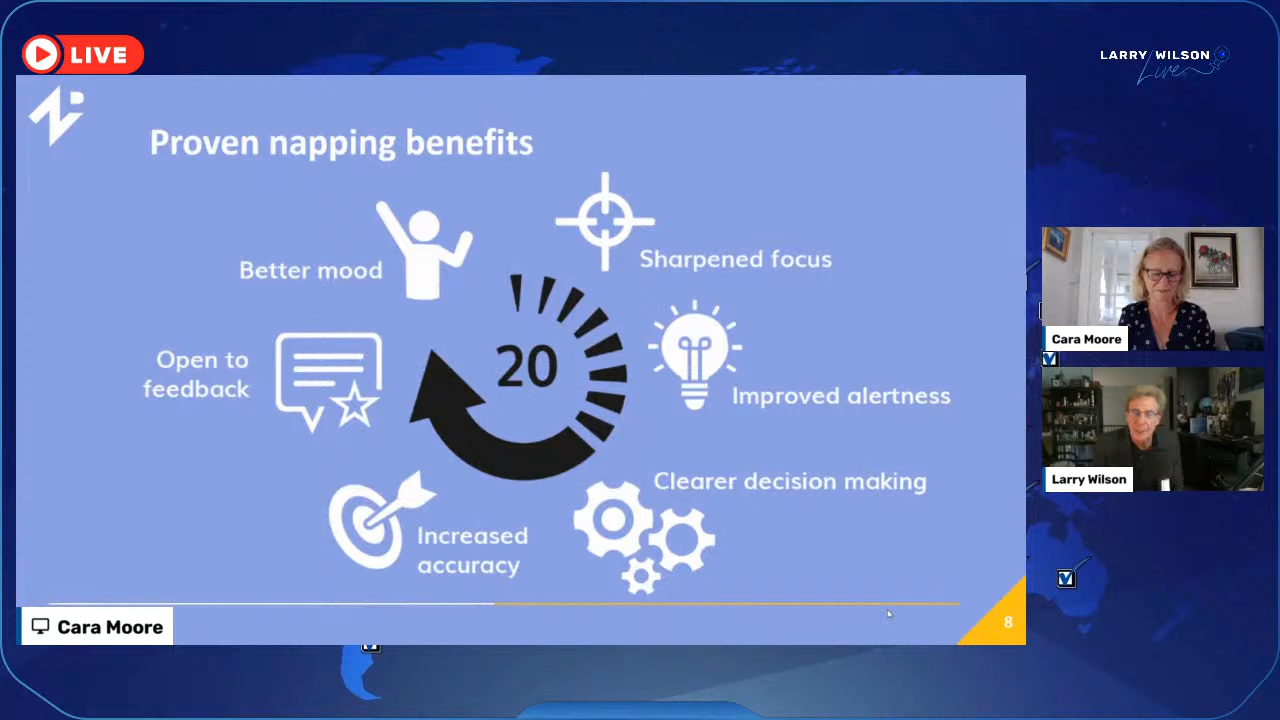 LIVE
LARRY WILSON
Live
Proven napping benefits
Better mood
Sharpened focus
Open to
feedback
20
Improved alertness
Clearer decision making
Increased
accuracy
8
Cara Moore
Cara Moore
Larry Wilson